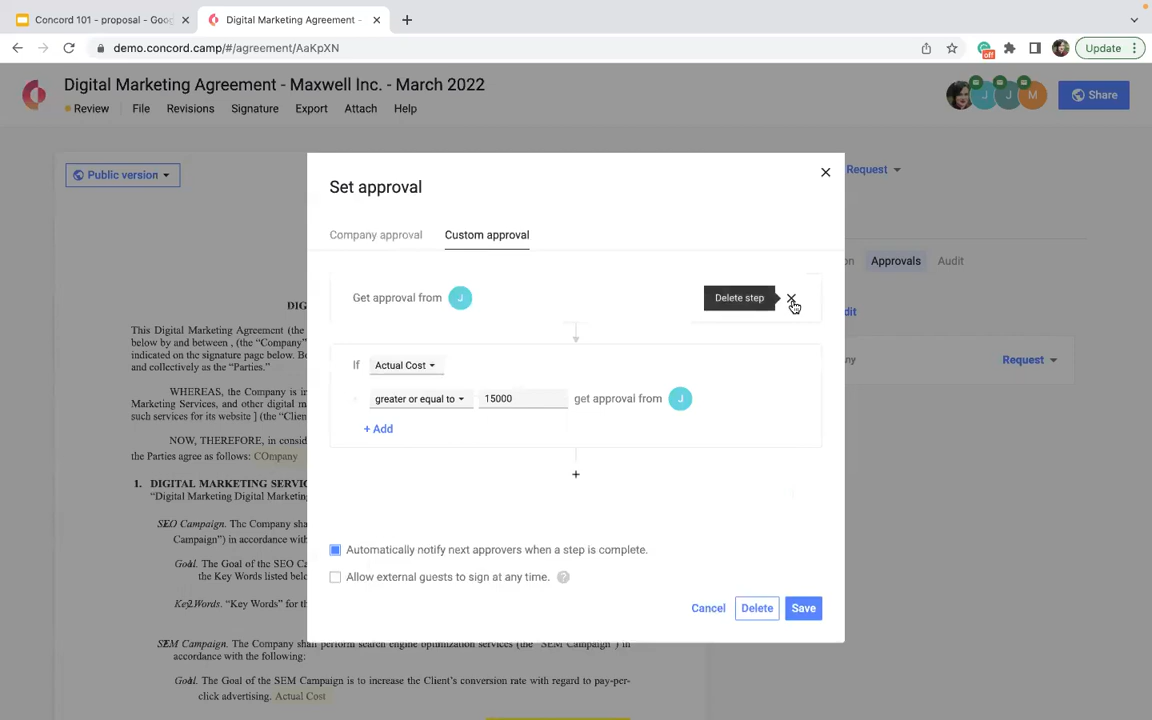 Concord 101 - proposal - Goo
Digital Marketing Agreement -
demo.concord.camp/#/agreement/AaKpXN
off
Update
Digital Marketing Agreement - Maxwell Inc. - March 2022
Review File Revisions Signature Export Attach Help
J J M
Share
Public version
Request
Set approval
Company approval Custom approval
on Approvals Audit
Get approval from J Delete step
dit
If Actual Cost
ny Request
greater or equal to 15000 get approval from J
+ Add
+
DIG
This Digital Marketing Agreement (the
below by and between , (the “Company”
indicated on the signature page below. Bo
and collectively as the “Parties.”
WHEREAS, the Company is in
Marketing Services, and other digital m
such services for its website ] (the “Clien
NOW, THEREFORE, in consid
the Parties agree as follows: COmpany
1. DIGITAL MARKETING SERVIC
“Digital Marketing Digital Marketing
SEO Campaign. The Company sha
Campaign”) in accordance with
Goal. The Goal of the SEO Ca
the Key Words listed belo
Key Words. “Key Words” for th
SEM Campaign. The Company shall perform search engine optimization services (the “SEM Campaign”) in
accordance with the following:
Goal. The Goal of the SEM Campaign is to increase the Client’s conversion rate with regard to pay-per-
click advertising. Actual Cost
Automatically notify next approvers when a step is complete.
Allow external guests to sign at any time. ?
Cancel Delete Save